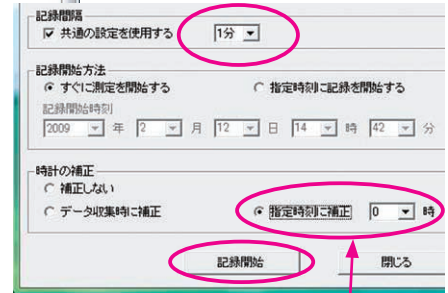 記録間隔
共通の設定を使用する 1分
記録開始方法
すぐに測定を開始する 指定時刻に記録を開始する
記録開始時刻
2009 年 2 月 12 日 14 時 42 分
時計の補正
補正しない
データ収集時に補正 指定時刻に補正 0 時
記録開始 閉じる